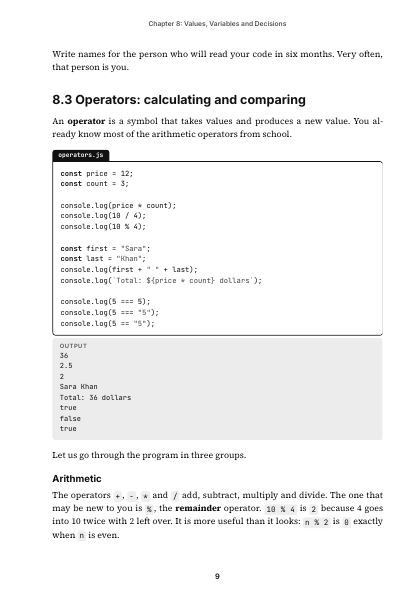 Chapter 8: Values, Variables and Decisions
Write names for the person who will read your code in six months. Very often,
that person is you.
8.3 Operators: calculating and comparing
An operator is a symbol that takes values and produces a new value. You al-
ready know most of the arithmetic operators from school.
operators.js
const price = 12;
const count = 3;
console.log(price * count);
console.log(10 / 4);
console.log(10 % 4);
const first = "Sara";
const last = "Khan";
console.log(first + " " + last);
console.log(`Total: ${price * count} dollars`);
console.log(5 === 5);
console.log(5 === "5");
console.log(5 == "5");
OUTPUT
36
2.5
2
Sara Khan
Total: 36 dollars
true
false
true
Let us go through the program in three groups.
Arithmetic
The operators +, -, * and / add, subtract, multiply and divide. The one that
may be new to you is %, the remainder operator. 10 % 4 is 2 because 4 goes
into 10 twice with 2 left over. It is more useful than it looks: n % 2 is 0 exactly
when n is even.
9